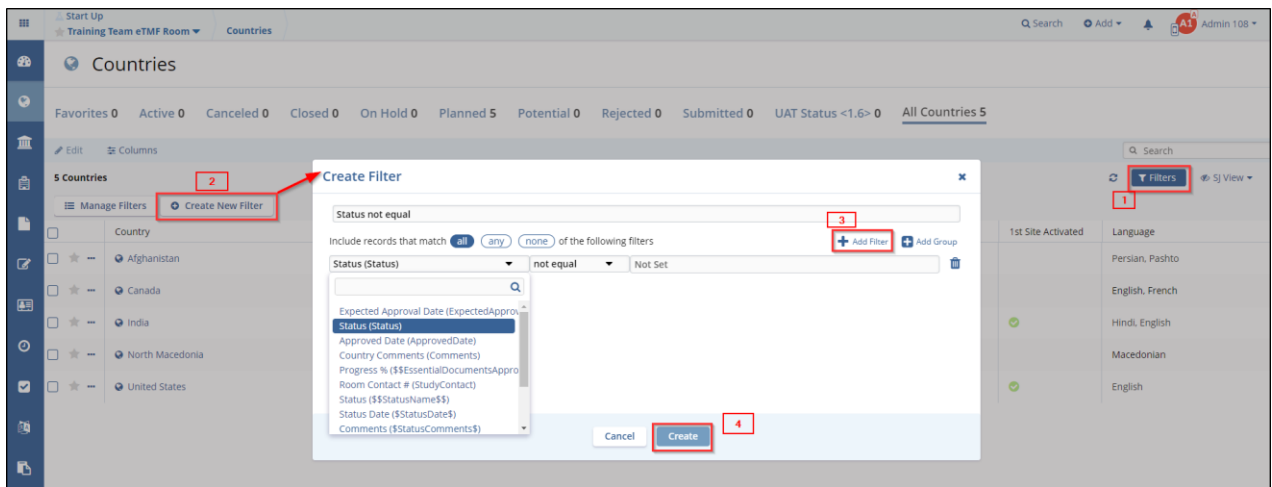 Start Up
Training Team eTMF Room Countries
Search Add A A1 Admin 108
Countries
Favorites 0 Active 0 Canceled 0 Closed 0 On Hold 0 Planned 5 Potential 0 Rejected 0 Submitted 0 UAT Status <1.6> 0 All Countries 5
Edit Columns Search
5 Countries 2 Filters SJ View
Manage Filters Create New Filter 1
Create Filter
Status not equal
3
Include records that match all any none of the following filters Add Filter Add Group
Status (Status) not equal Not Set
Expected Approval Date (ExpectedApprov
Status (Status)
Approved Date (ApprovedDate)
Country Comments (Comments)
Progress % ($$EssentialDocumentsAppro
Room Contact # (StudyContact)
Status ($$StatusName$$)
Status Date ($StatusDate$)
Comments ($StatusComments$)
Cancel Create 4
Country 1st Site Activated Language
Afghanistan Persian, Pashto
Canada English, French
India Hindi, English
North Macedonia Macedonian
United States English